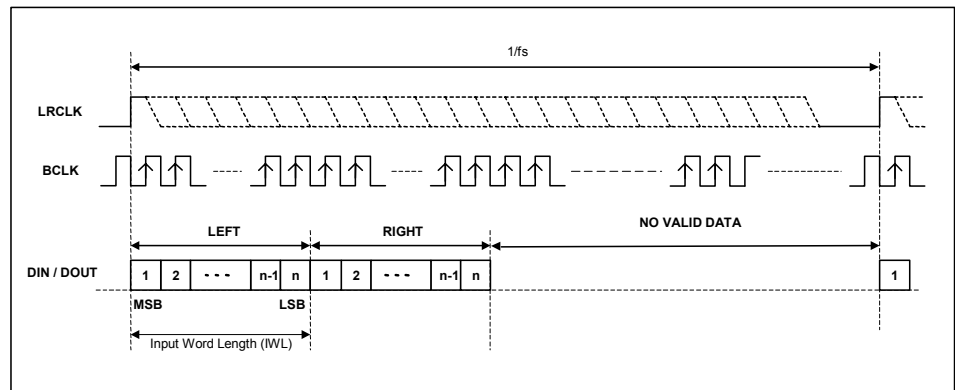 1/fs
LRCLK
BCLK
NO VALID DATA
LEFT RIGHT
DIN / DOUT 1 2 - - - n-1 n 1 2 - - - n-1 n 1
MSB LSB
Input Word Length (IWL)